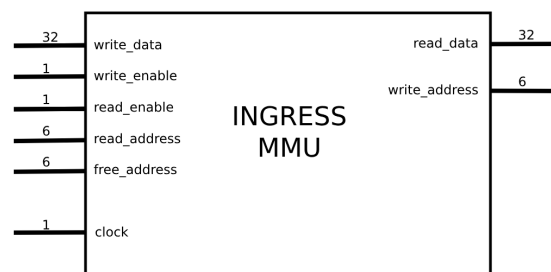 32 write_data
1 write_enable
1 read_enable
6 read_address
6 free_address
1 clock
INGRESS
MMU
read_data 32
write_address 6